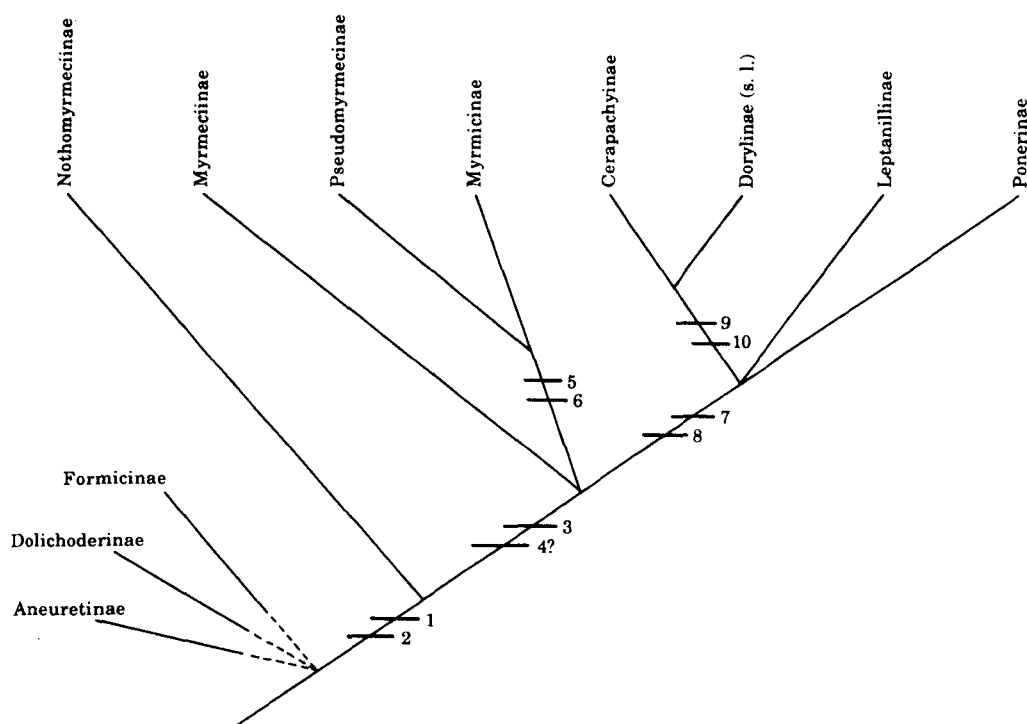 Nothomyrmeciinae
Myrmeciinae
Pseudomyrmecinae
Myrmicinae
Cerapachyinae
Dorylinae (s. l.)
Leptanillinae
Ponerinae
9
10
5
6
7
8
Formicinae
3
Dolichoderinae
4?
Aneuretinae
1
2